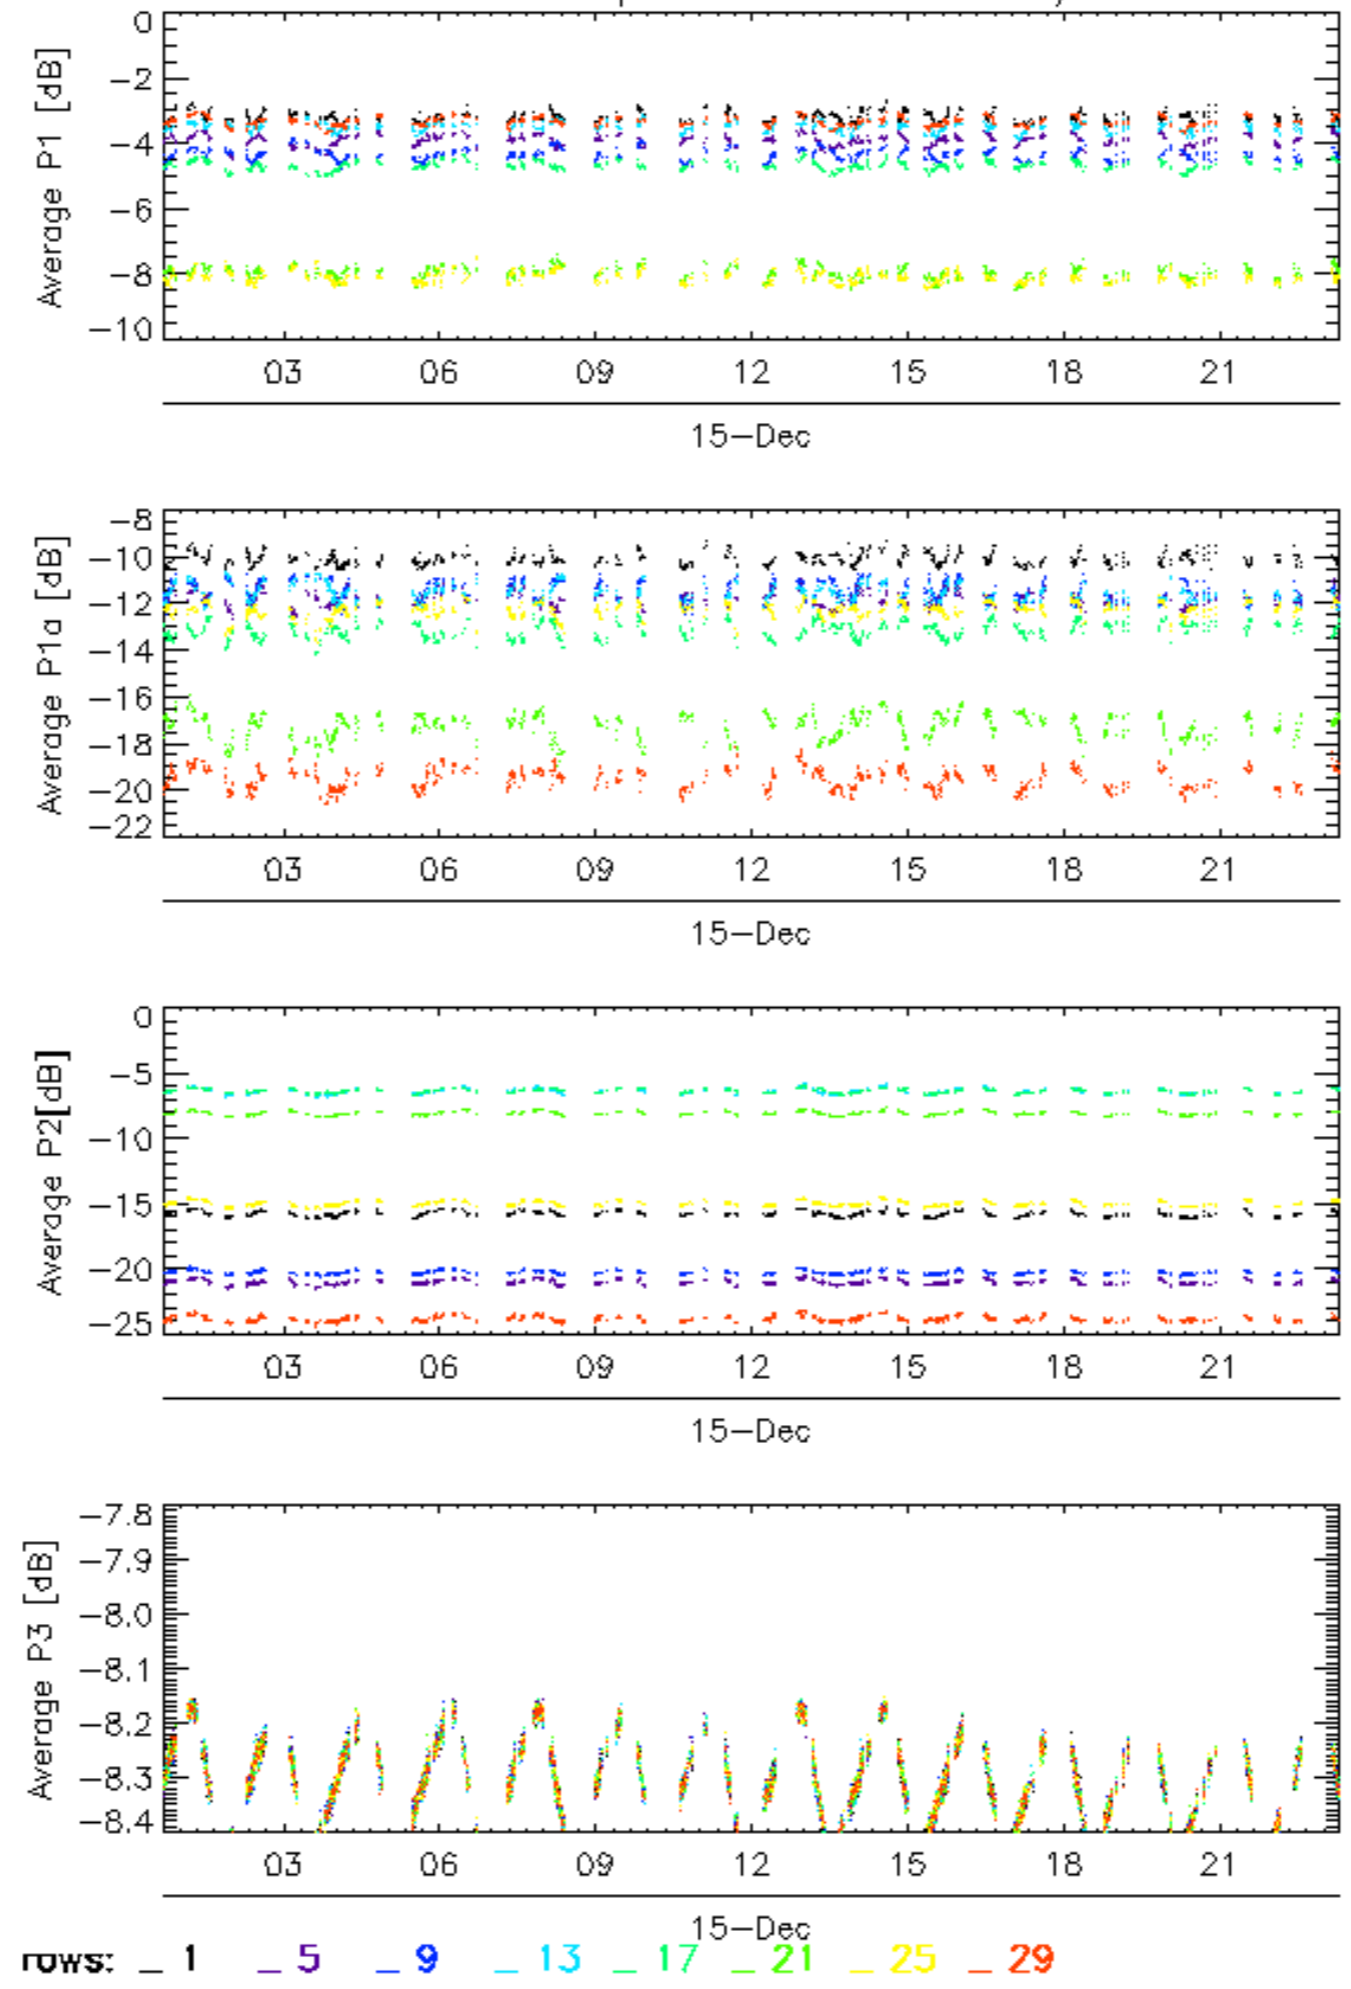 0
−2
−4
−6
−8
−10
Average P1 [dB]
03 06 09 12 15 18 21
15−Dec
−8
−10
−12
−14
−16
−18
−20
−22
Average P1a [dB]
03 06 09 12 15 18 21
15−Dec
0
−5
−10
−15
−20
−25
Average P2[dB]
03 06 09 12 15 18 21
15−Dec
−7.8
−7.9
−8.0
−8.1
−8.2
−8.3
−8.4
Average P3 [dB]
03 06 09 12 15 18 21
15−Dec
rows: _ 1 _ 5 _ 9 _ 13 _ 17 _ 21 _ 25 _ 29